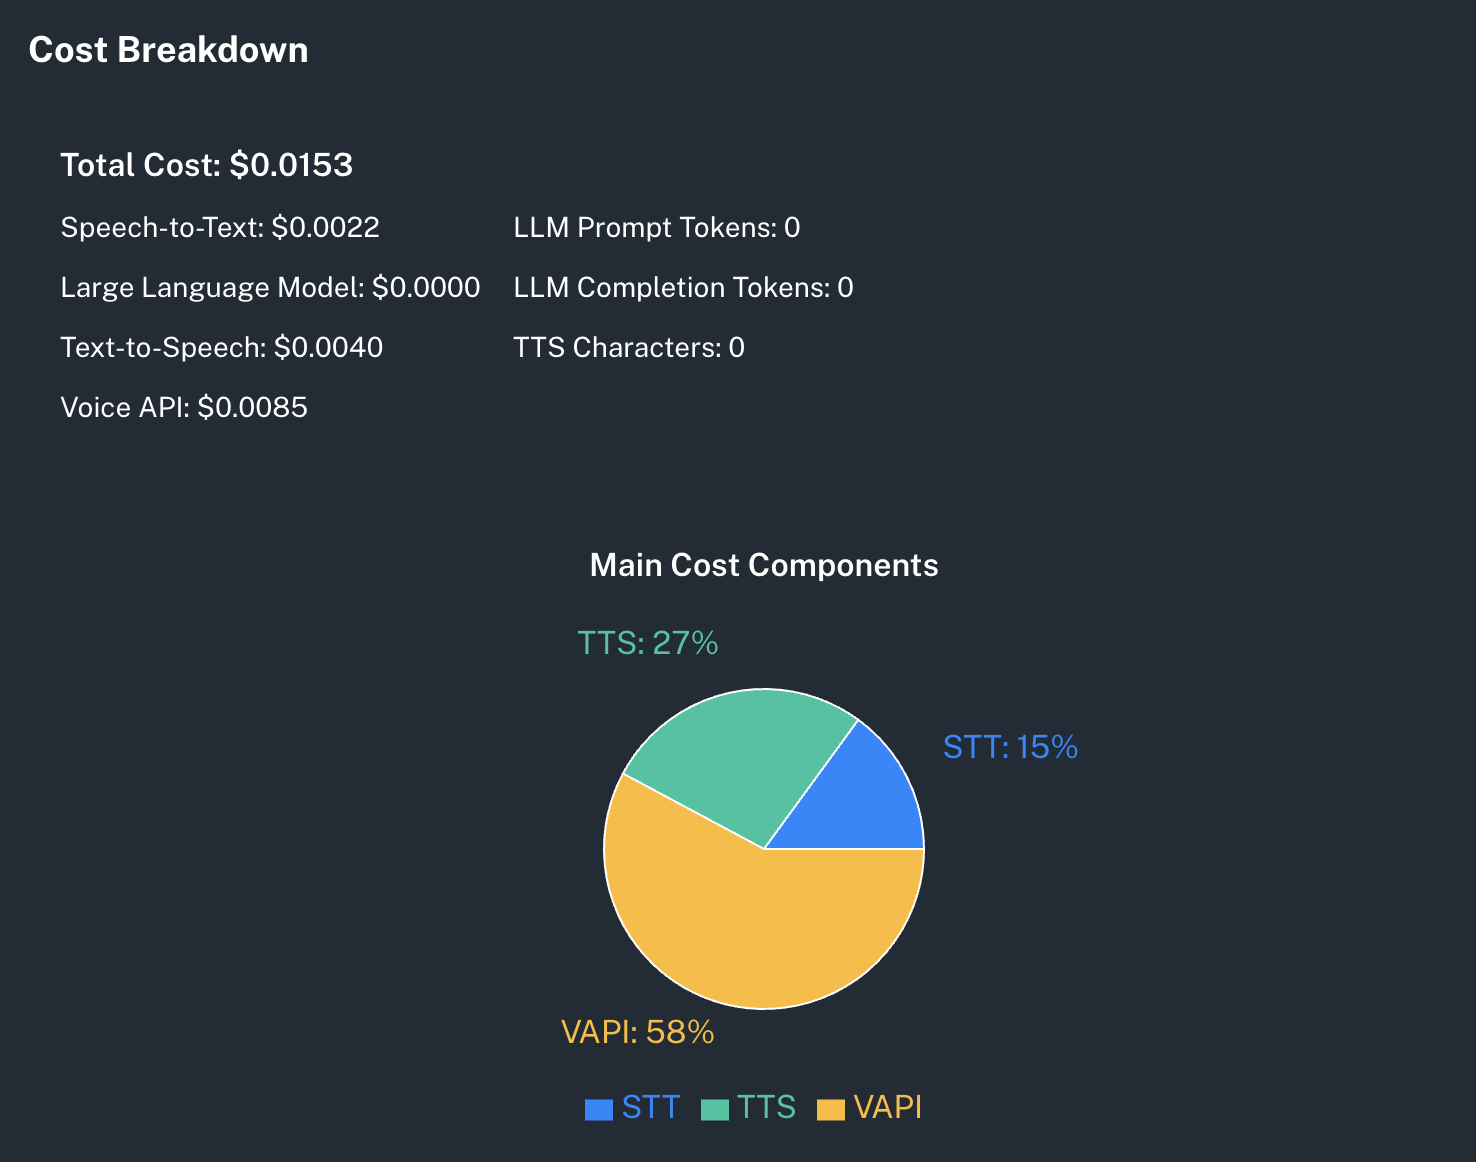 Cost Breakdown
Total Cost: $0.0153
Speech-to-Text: $0.0022
LLM Prompt Tokens: 0
Large Language Model: $0.0000
LLM Completion Tokens: 0
Text-to-Speech: $0.0040
TTS Characters: 0
Voice API: $0.0085
Main Cost Components
TTS: 27%
STT: 15%
VAPI: 58%
STT TTS VAPI